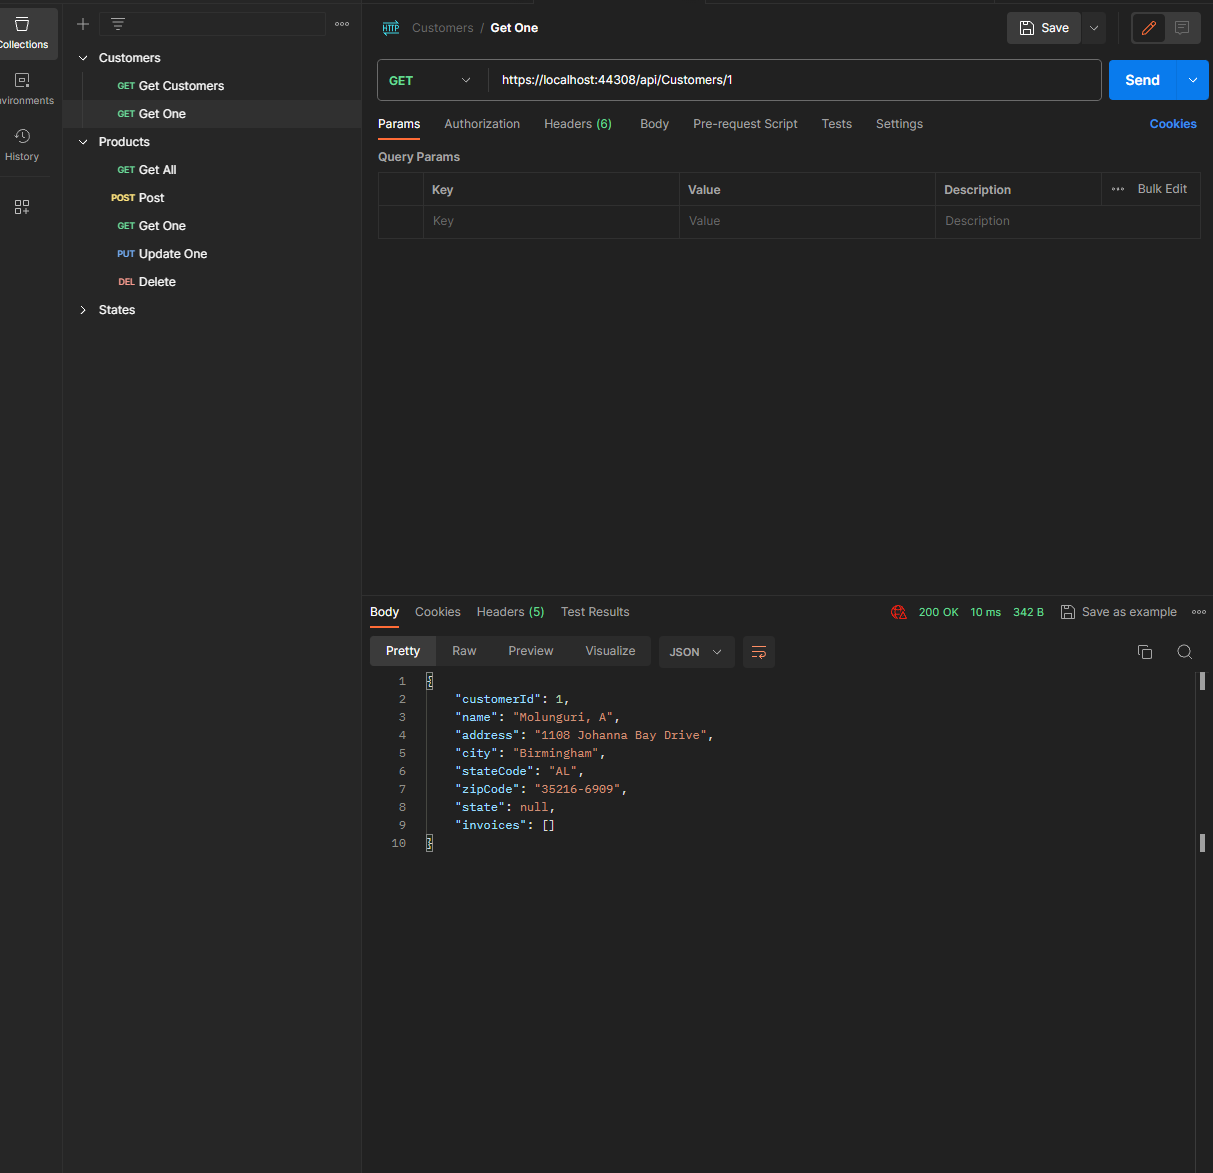 Collections
Environments
History
Customers
GET Get Customers
GET Get One
Products
GET Get All
POST Post
GET Get One
PUT Update One
DEL Delete
States
HTTP Customers / Get One
Save
GET https://localhost:44308/api/Customers/1
Send
Params Authorization Headers (6) Body Pre-request Script Tests Settings Cookies
Query Params
Key Value Description Bulk Edit
Key Value Description
Body Cookies Headers (5) Test Results 200 OK 10 ms 342 B Save as example
Pretty Raw Preview Visualize JSON
1 {
2 "customerId": 1,
3 "name": "Molunguri, A",
4 "address": "1108 Johanna Bay Drive",
5 "city": "Birmingham",
6 "stateCode": "AL",
7 "zipCode": "35216-6909",
8 "state": null,
9 "invoices": []
10 }